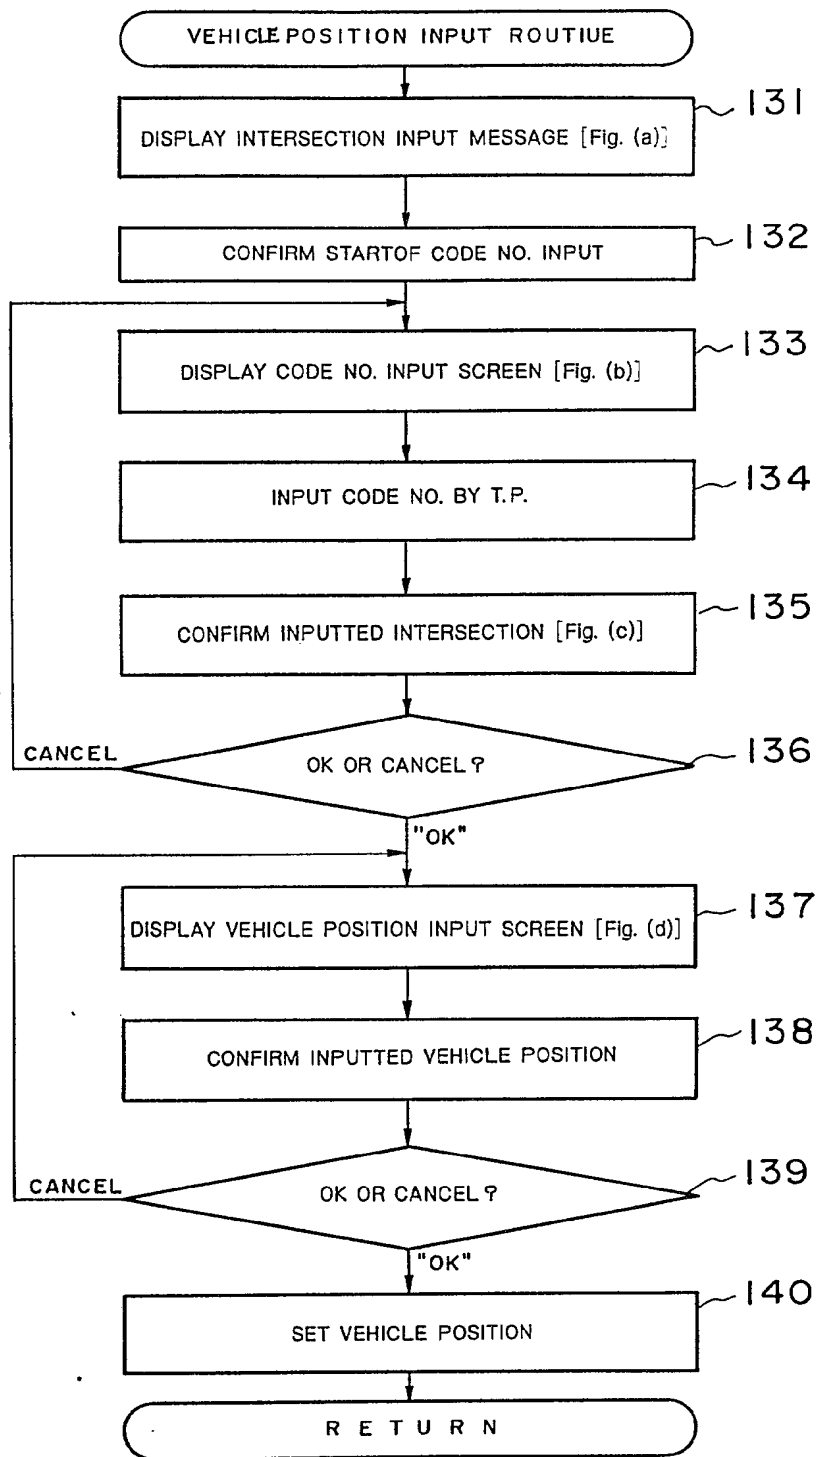 VEHICLE POSITION INPUT ROUTIUE
131
DISPLAY INTERSECTION INPUT MESSAGE [Fig. (a)]
132
CONFIRM STARTOF CODE NO. INPUT
133
DISPLAY CODE NO. INPUT SCREEN [Fig. (b)]
134
INPUT CODE NO. BY T.P.
135
CONFIRM INPUTTED INTERSECTION [Fig. (c)]
136
CANCEL
OK OR CANCEL?
"OK"
137
DISPLAY VEHICLE POSITION INPUT SCREEN [Fig. (d)]
138
CONFIRM INPUTTED VEHICLE POSITION
139
CANCEL
OK OR CANCEL?
"OK"
140
SET VEHICLE POSITION
RETURN